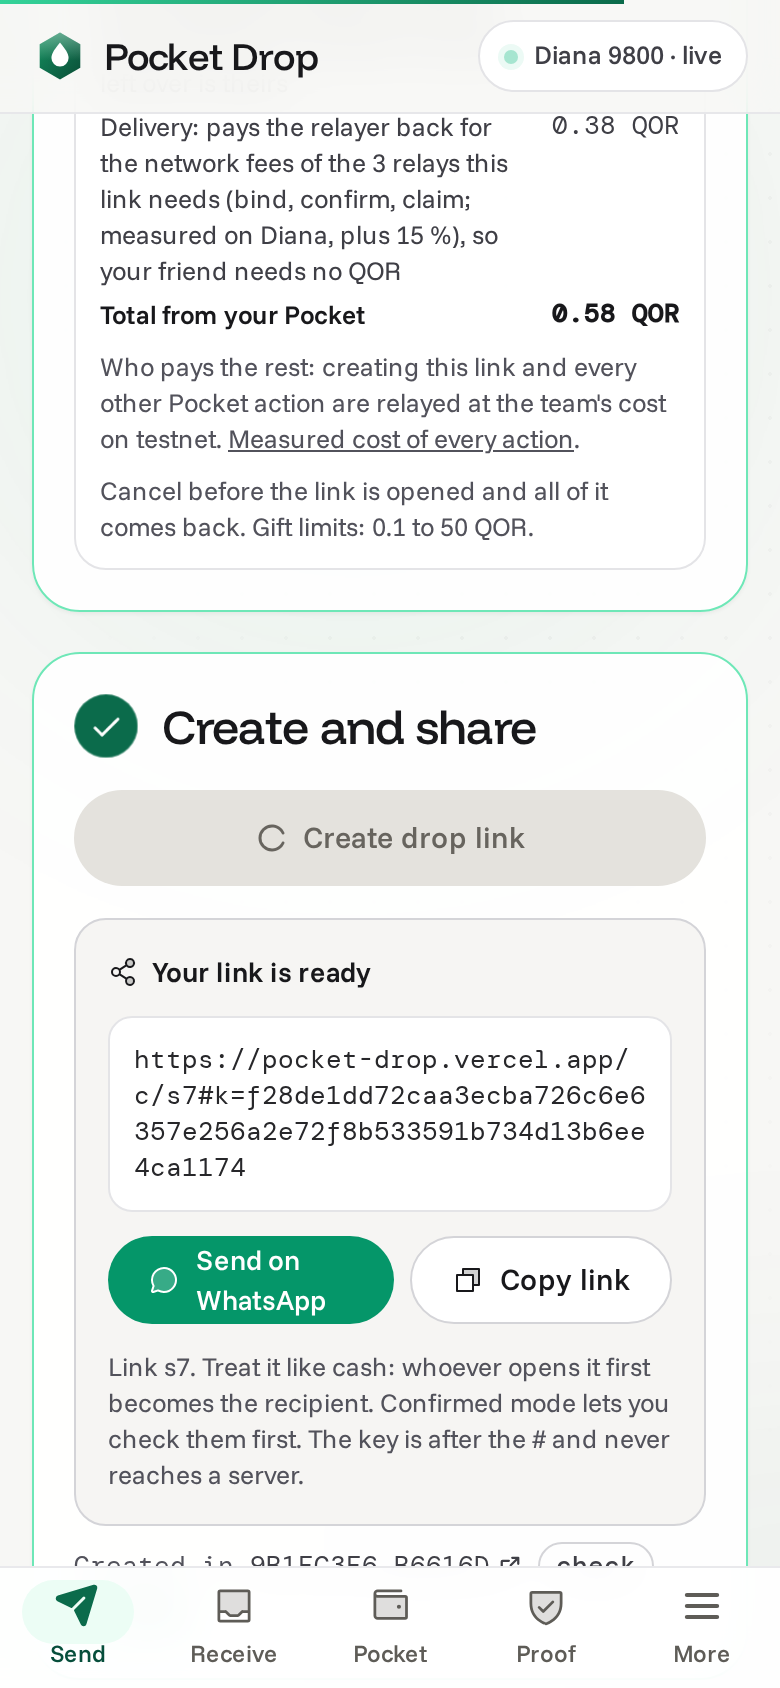 Pocket Drop
Diana 9800 · live
left over is theirs
Delivery: pays the relayer back for
the network fees of the 3 relays this
link needs (bind, confirm, claim;
measured on Diana, plus 15 %), so
your friend needs no QOR
0.38 QOR
Total from your Pocket
0.58 QOR
Who pays the rest: creating this link and every
other Pocket action are relayed at the team's cost
on testnet. Measured cost of every action.
Cancel before the link is opened and all of it
comes back. Gift limits: 0.1 to 50 QOR.
Create and share
Create drop link
Your link is ready
https://pocket-drop.vercel.app/
c/s7#k=f28de1dd72caa3ecba726c6e6
357e256a2e72f8b533591b734d13b6ee
4ca1174
Send on
WhatsApp
Copy link
Link s7. Treat it like cash: whoever opens it first
becomes the recipient. Confirmed mode lets you
check them first. The key is after the # and never
reaches a server.
Created in
check
Send
Receive
Pocket
Proof
More